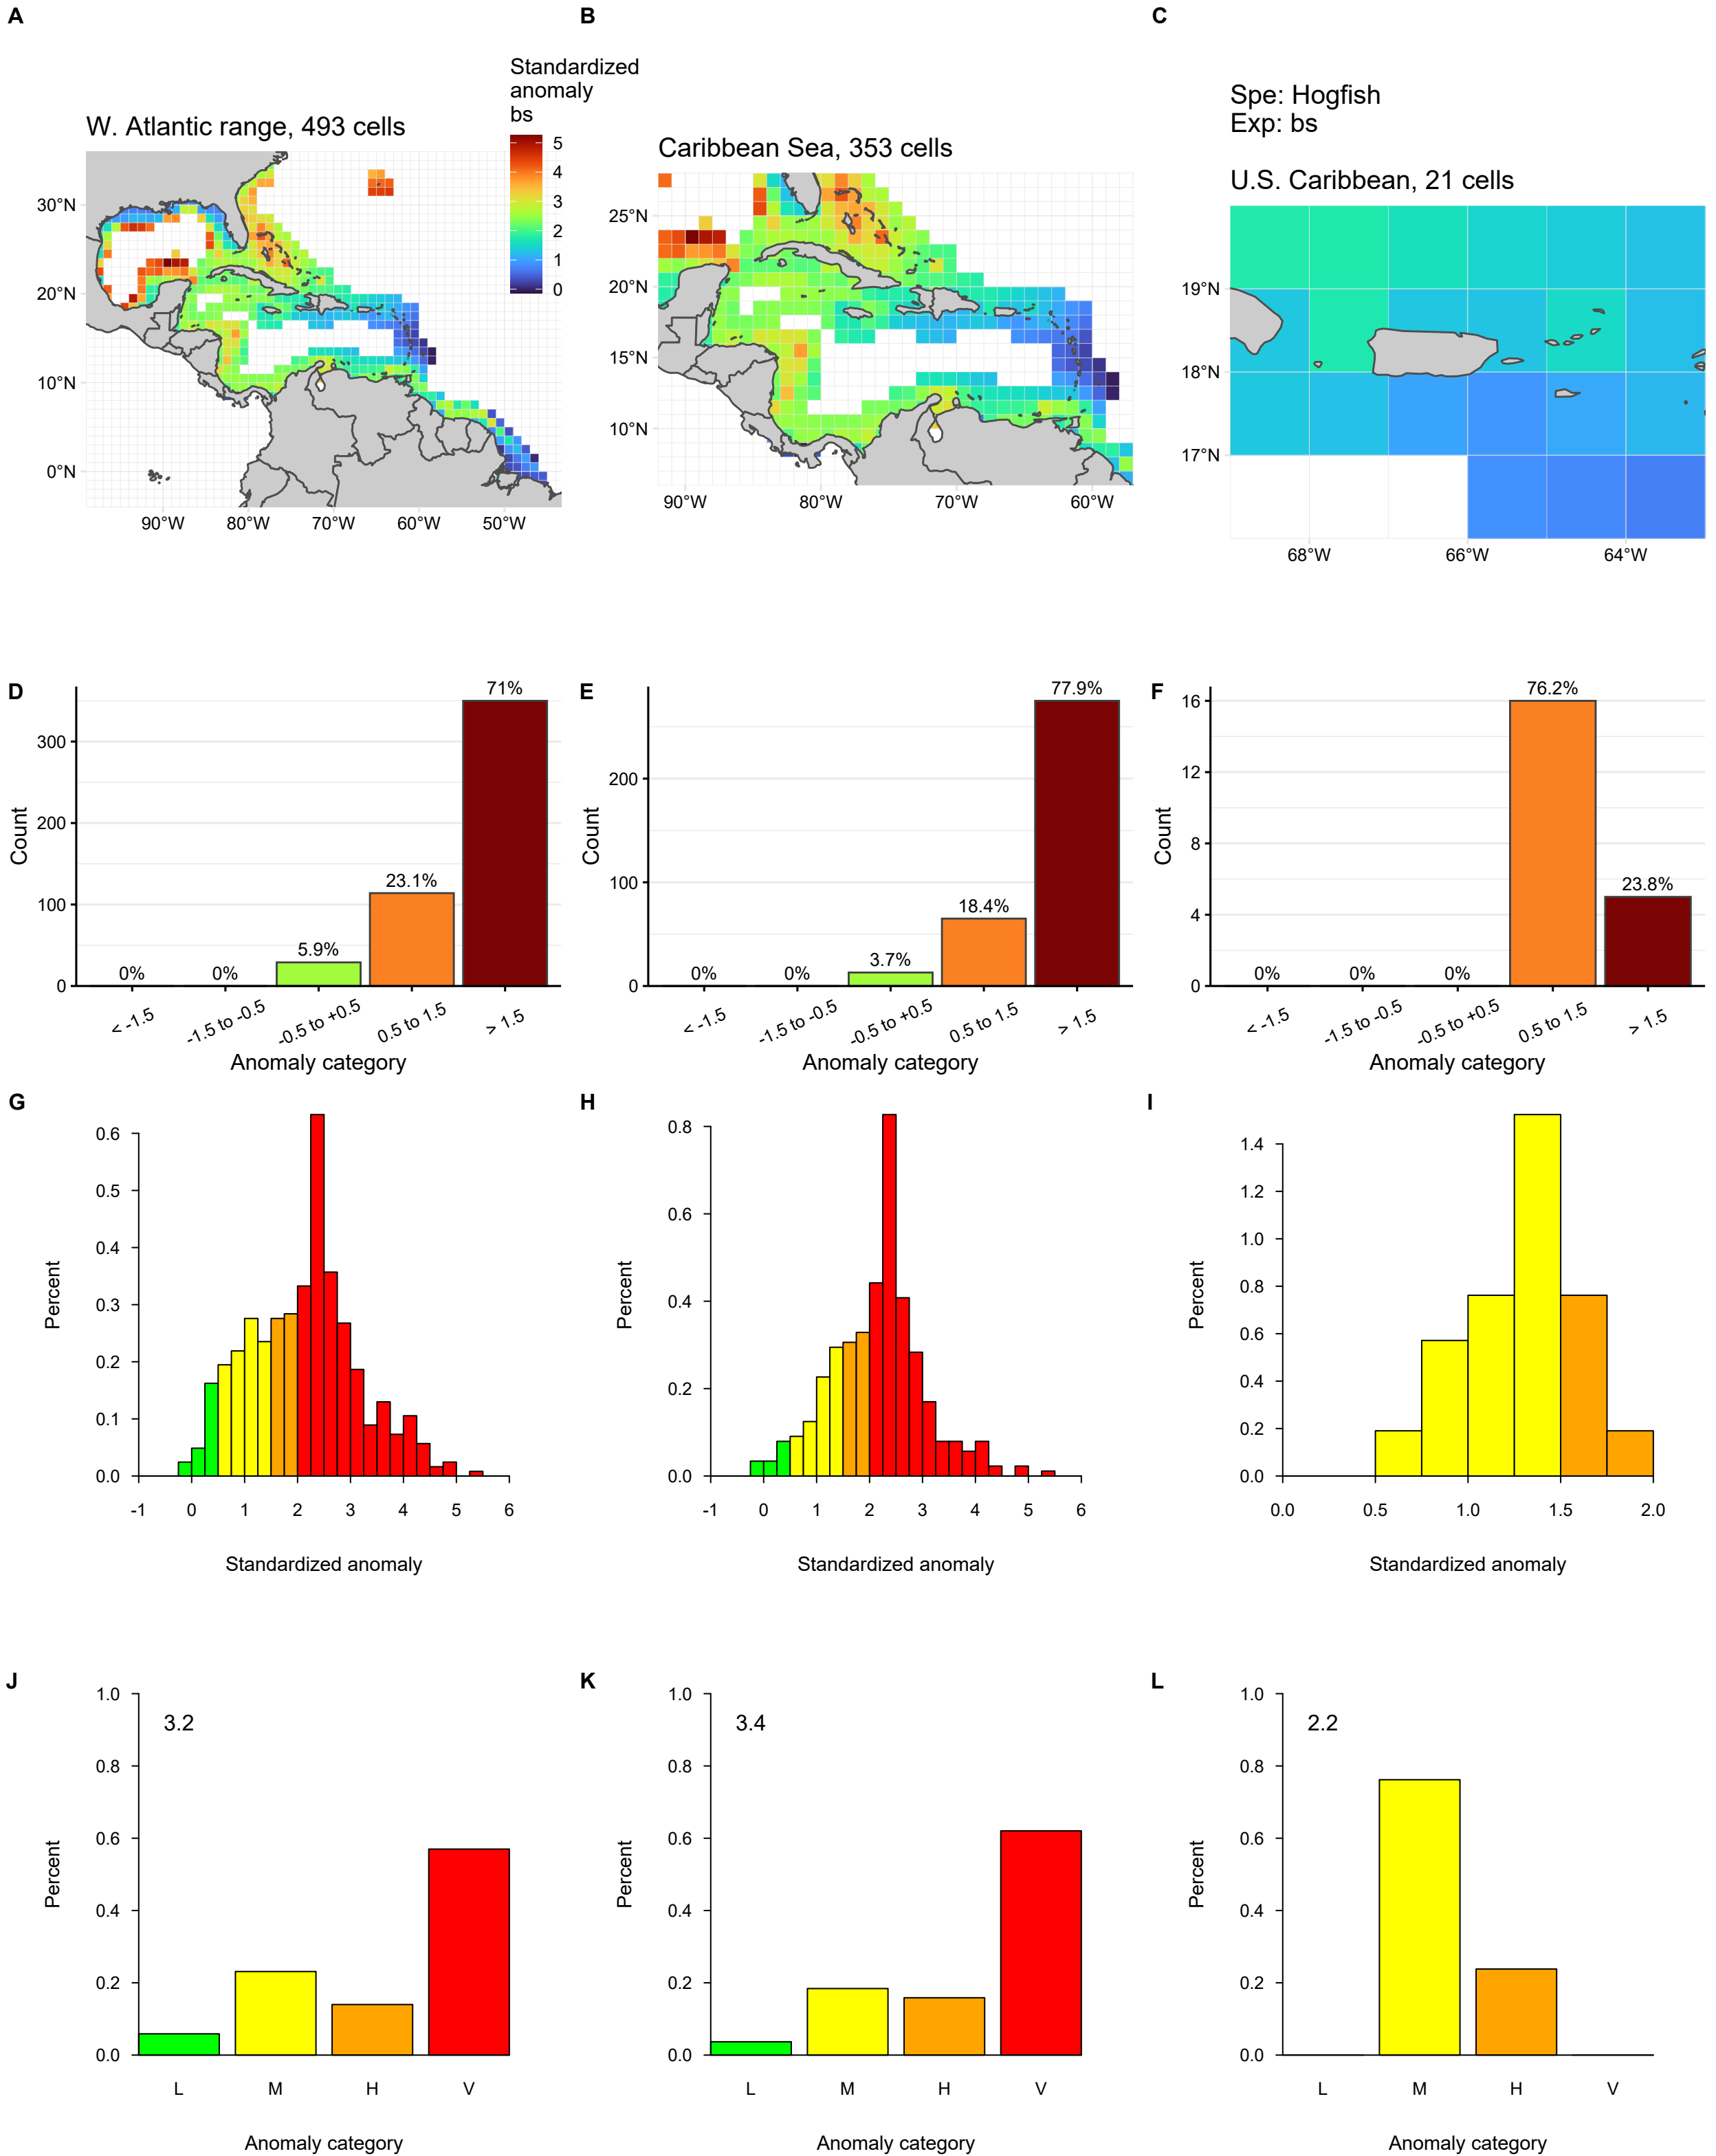 A
B
C
Standardized
anomaly
bs
W. Atlantic range, 493 cells
5
4
3
2
1
0
30°N
20°N
10°N
0°N
90°W
80°W
70°W
60°W
50°W
Caribbean Sea, 353 cells
25°N
20°N
15°N
10°N
90°W
80°W
70°W
60°W
Spe: Hogfish
Exp: bs
U.S. Caribbean, 21 cells
19°N
18°N
17°N
68°W
66°W
64°W
D
Count
300
200
100
0
0%
0%
5.9%
23.1%
71%
< -1.5
-1.5 to -0.5
-0.5 to +0.5
0.5 to 1.5
> 1.5
Anomaly category
E
Count
200
100
0
0%
0%
3.7%
18.4%
77.9%
< -1.5
-1.5 to -0.5
-0.5 to +0.5
0.5 to 1.5
> 1.5
Anomaly category
F
Count
16
12
8
4
0
0%
0%
0%
76.2%
23.8%
< -1.5
-1.5 to -0.5
-0.5 to +0.5
0.5 to 1.5
> 1.5
Anomaly category
G
Percent
0.6
0.5
0.4
0.3
0.2
0.1
0.0
-1
0
1
2
3
4
5
6
Standardized anomaly
H
Percent
0.8
0.6
0.4
0.2
0.0
-1
0
1
2
3
4
5
6
Standardized anomaly
I
Percent
1.4
1.2
1.0
0.8
0.6
0.4
0.2
0.0
0.0
0.5
1.0
1.5
2.0
Standardized anomaly
J
Percent
1.0
0.8
0.6
0.4
0.2
0.0
3.2
L
M
H
V
Anomaly category
K
Percent
1.0
0.8
0.6
0.4
0.2
0.0
3.4
L
M
H
V
Anomaly category
L
Percent
1.0
0.8
0.6
0.4
0.2
0.0
2.2
L
M
H
V
Anomaly category